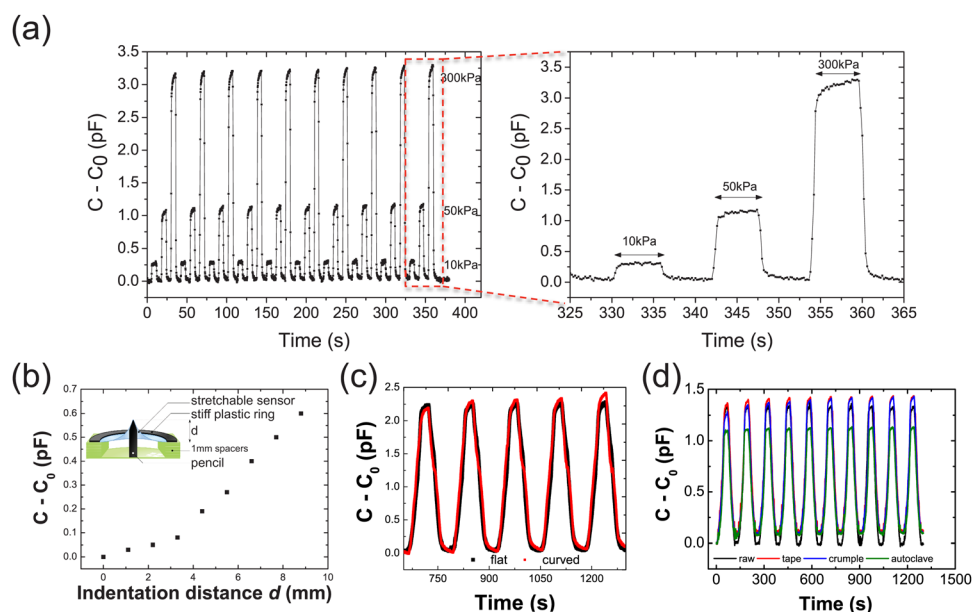 (a)
3.5
3.0
2.5
2.0
1.5
1.0
0.5
0.0
C - C0 (pF)
300kPa
50kPa
10kPa
0 50 100 150 200 250 300 350 400
Time (s)
3.5
3.0
2.5
2.0
1.5
1.0
0.5
0.0
C - C0 (pF)
10kPa
50kPa
300kPa
325 330 335 340 345 350 355 360 365
Time (s)
(b)
0.7
0.6
0.5
0.4
0.3
0.2
0.1
0.0
C - C0 (pF)
stretchable sensor
stiff plastic ring
d
1mm spacers
pencil
0 2 4 6 8 10
Indentation distance d (mm)
(c)
2.5
2.0
1.5
1.0
0.5
0.0
C - C0 (pF)
flat curved
750 900 1050 1200
Time (s)
(d)
1.5
1.0
0.5
0.0
C - C0 (pF)
raw tape crumple autoclave
0 300 600 900 1200 1500
Time (s)